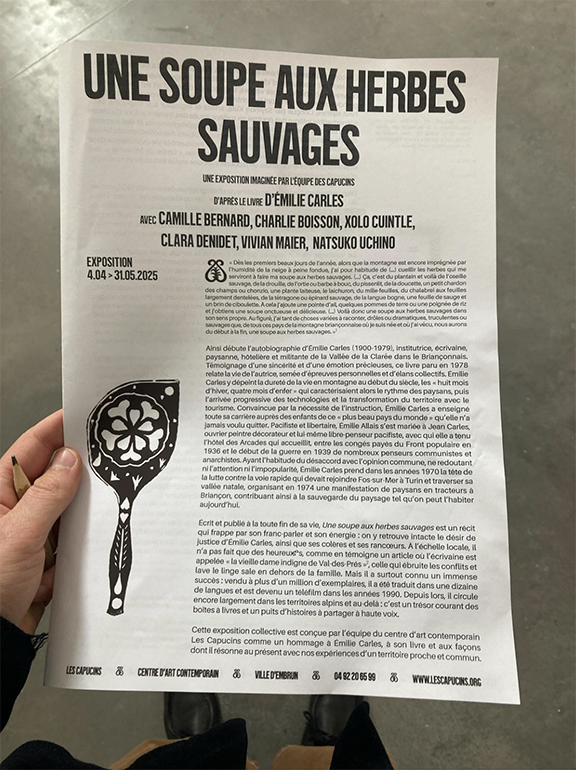 UNE SOUPE AUX HERBES
SAUVAGES
UNE EXPOSITION IMAGINÉE PAR L'ÉQUIPE DES CAPUCINS
D'APRÈS LE LIVRE D'ÉMILIE CARLES
AVEC CAMILLE BERNARD, CHARLIE BOISSON, XOLO CUINTLE,
CLARA DENIDET, VIVIAN MAIER, NATSUKO UCHINO
EXPOSITION
4.04 > 31.05.2025
« Dès les premiers beaux jours de l'année, alors que la montagne est encore imprégnée par
l'humidité de la neige à peine fondue, j'ai pour habitude de (...) cueillir les herbes qui me
serviront à faire ma soupe aux herbes sauvages. (...) Ça, c'est du plantain et voilà de l'oseille
sauvage, de la drouille, de l'ortie ou barbe à bouc, du pissenlit, de la doucette, un petit chardon
des champs ou chonzio, une plante laiteuse, le laichuron, du mille-feuilles, du chalabrel aux feuilles
largement dentelées, de la tétragone ou épinard sauvage, de la langue bogne, une feuille de sauge et
un brin de ciboulette. À cela j'ajoute une pointe d'ail, quelques pommes de terre ou une poignée de riz
et j'obtiens une soupe onctueuse et délicieuse. (...) Voilà donc une soupe aux herbes sauvages dans
son sens propre. Au figuré, j'ai tant de choses variées à raconter, drôles ou dramatiques, truculentes ou
sauvages que, de tous ces pays de la montagne briançonnaise où je suis née et où j'ai vécu, nous aurons
du début à la fin, une soupe aux herbes sauvages. »
Ainsi débute l'autobiographie d'Émilie Carles (1900-1979), institutrice, écrivaine,
paysanne, hôtelière et militante de la Vallée de la Clarée dans le Briançonnais.
Témoignage d'une sincérité et d'une émotion précieuses, ce livre paru en 1978
relate la vie de l'autrice, semée d'épreuves personnelles et d'élans collectifs. Émilie
Carles y dépeint la dureté de la vie en montagne au début du siècle, les « huit mois
d'hiver, quatre mois d'enfer » qui caractérisaient alors le rythme des paysans, puis
l'arrivée progressive des technologies et la transformation du territoire avec le
tourisme. Convaincue par la nécessité de l'instruction, Émilie Carles a enseigné
toute sa carrière auprès des enfants de ce « plus beau pays du monde » qu'elle n'a
jamais voulu quitter. Pacifiste et libertaire, Émilie Allais s'est mariée à Jean Carles,
ouvrier peintre décorateur et lui-même libre-penseur pacifiste, avec qui elle a tenu
l'hôtel des Arcades qui accueillit, entre les congés payés du Front populaire en
1936 et le début de la guerre en 1939 de nombreux penseurs communistes et
anarchistes. Ayant l'habitude du désaccord avec l'opinion commune, ne redoutant
ni l'attention ni l'impopularité, Émilie Carles prend dans les années 1970 la tête de
la lutte contre la voie rapide qui devait rejoindre Fos-sur-Mer à Turin et traverser sa
vallée natale, organisant en 1974 une manifestation de paysans en tracteurs à
Briançon, contribuant ainsi à la sauvegarde du paysage tel qu'on peut l'habiter
aujourd'hui.
Écrit et publié à la toute fin de sa vie, Une soupe aux herbes sauvages est un récit
qui frappe par son franc-parler et son énergie : on y retrouve intacte le désir de
justice d'Émilie Carles, ainsi que ses colères et ses rancœurs. À l'échelle locale, il
n'a pas fait que des heureux·ses, comme en témoigne un article où l'écrivaine est
appelée « la vieille dame indigne de Val-des-Prés », celle qui ébruite les conflits et
lave le linge sale en dehors de la famille. Mais il a surtout connu un immense
succès : vendu à plus d'un million d'exemplaires, il a été traduit dans une dizaine
de langues et est devenu un téléfilm dans les années 1990. Depuis lors, il circule
encore largement dans les territoires alpins et au-delà ; c'est un trésor courant des
boîtes à livres et un puits d'histoires à partager à haute voix.
Cette exposition collective est conçue par l'équipe du centre d'art contemporain
Les Capucins comme un hommage à Émilie Carles, à son livre et aux façons
dont il résonne au présent avec nos expériences d'un territoire proche et commun.
LES CAPUCINS CENTRE D'ART CONTEMPORAIN VILLE D'EMBRUN 04 92 20 65 99 WWW.LESCAPUCINS.ORG